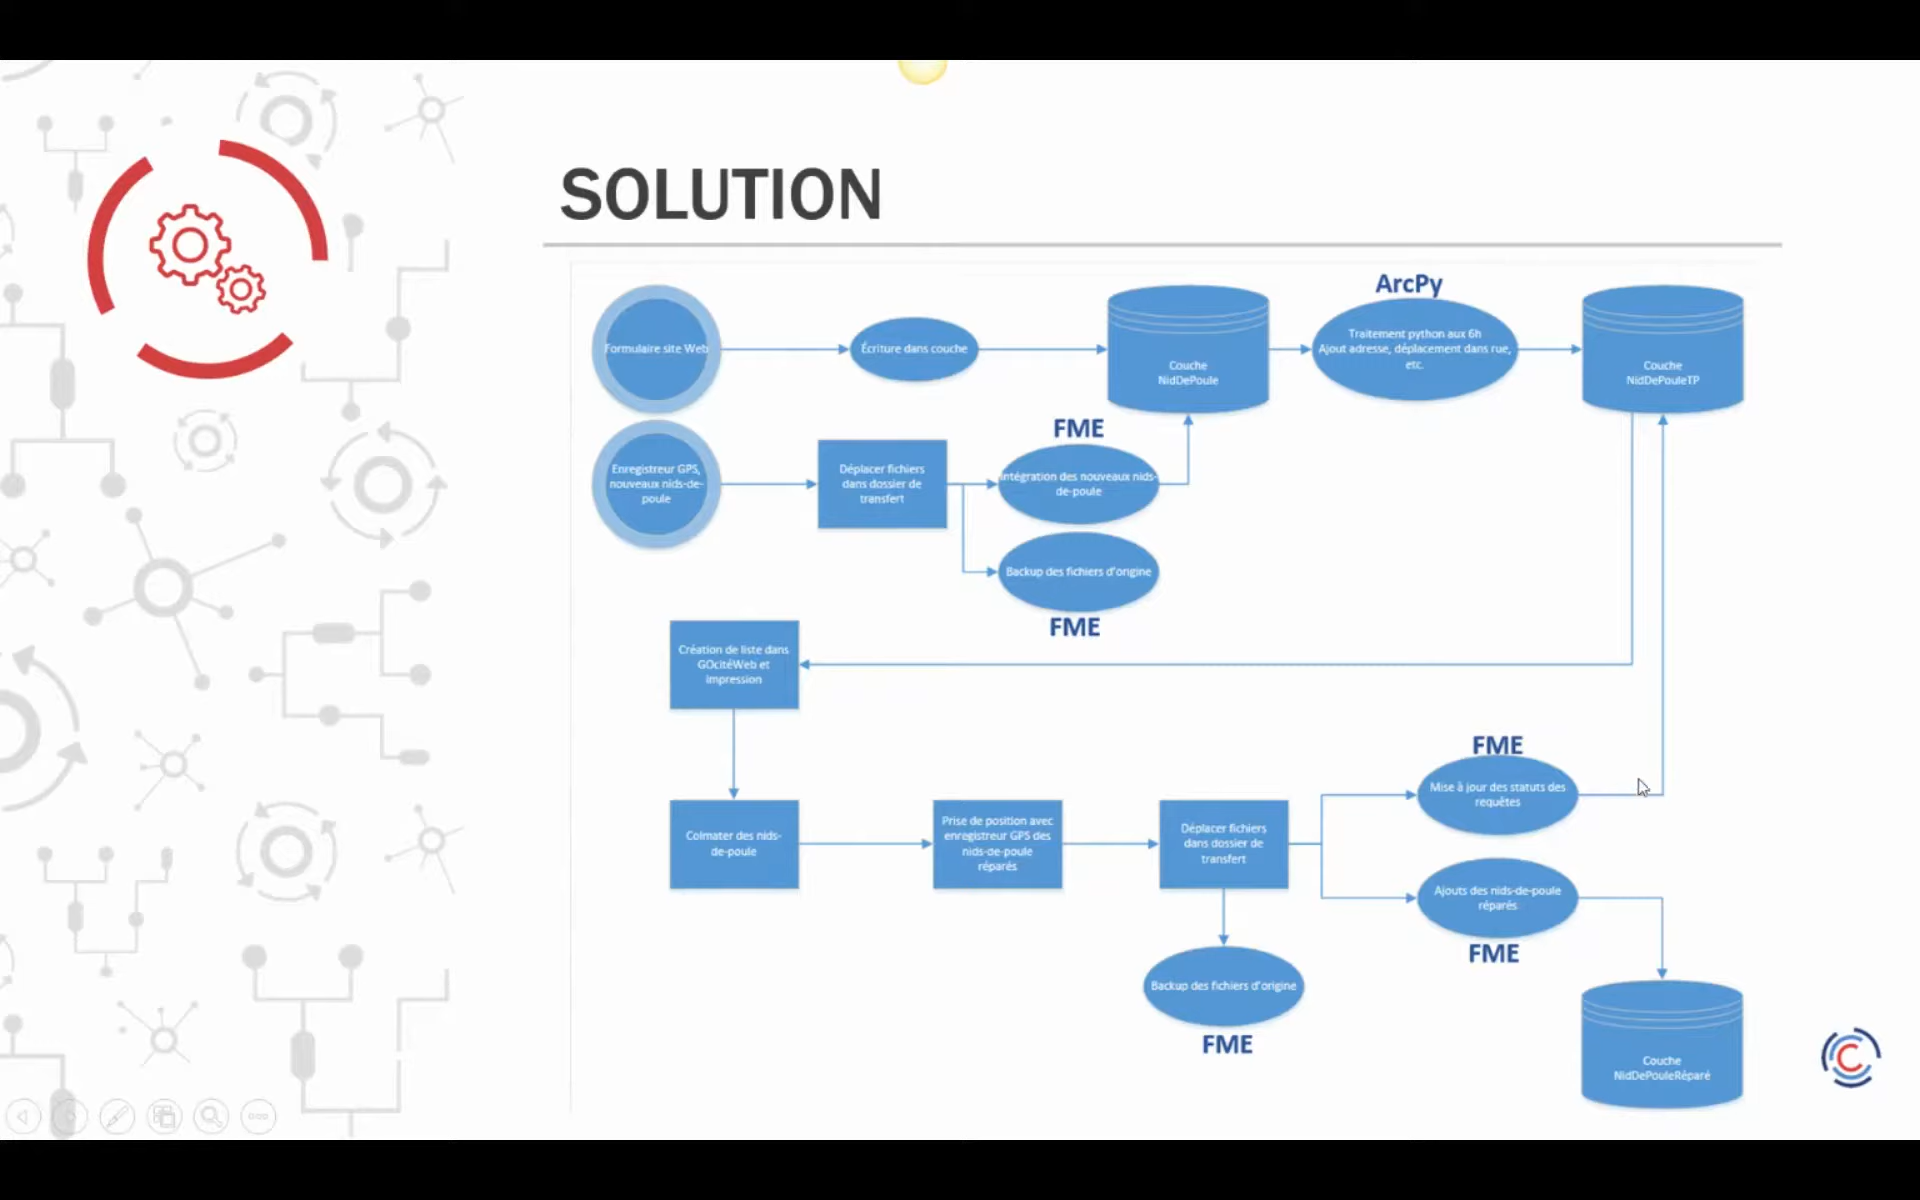 SOLUTION
ArcPy
Formulaire site Web
Écriture dans couche
Couche
NidDePoule
Traitement python aux 6h
Ajout adresse, déplacement dans rue,
etc.
Couche
NidDePouleTP
Enregistreur GPS,
nouveaux nids-de-
poule
Déplacer fichiers
dans dossier de
transfert
FME
Intégration des nouveaux nids-
de-poule
Backup des fichiers d'origine
FME
Création de liste dans
GOcitéWeb et
impression
Colmater des nids-
de-poule
Prise de position avec
enregistreur GPS des
nids-de-poule
réparés
Déplacer fichiers
dans dossier de
transfert
FME
Mise à jour des statuts des
requêtes
Ajouts des nids-de-poule
réparés
FME
Backup des fichiers d'origine
FME
Couche
NidDePouleRéparé